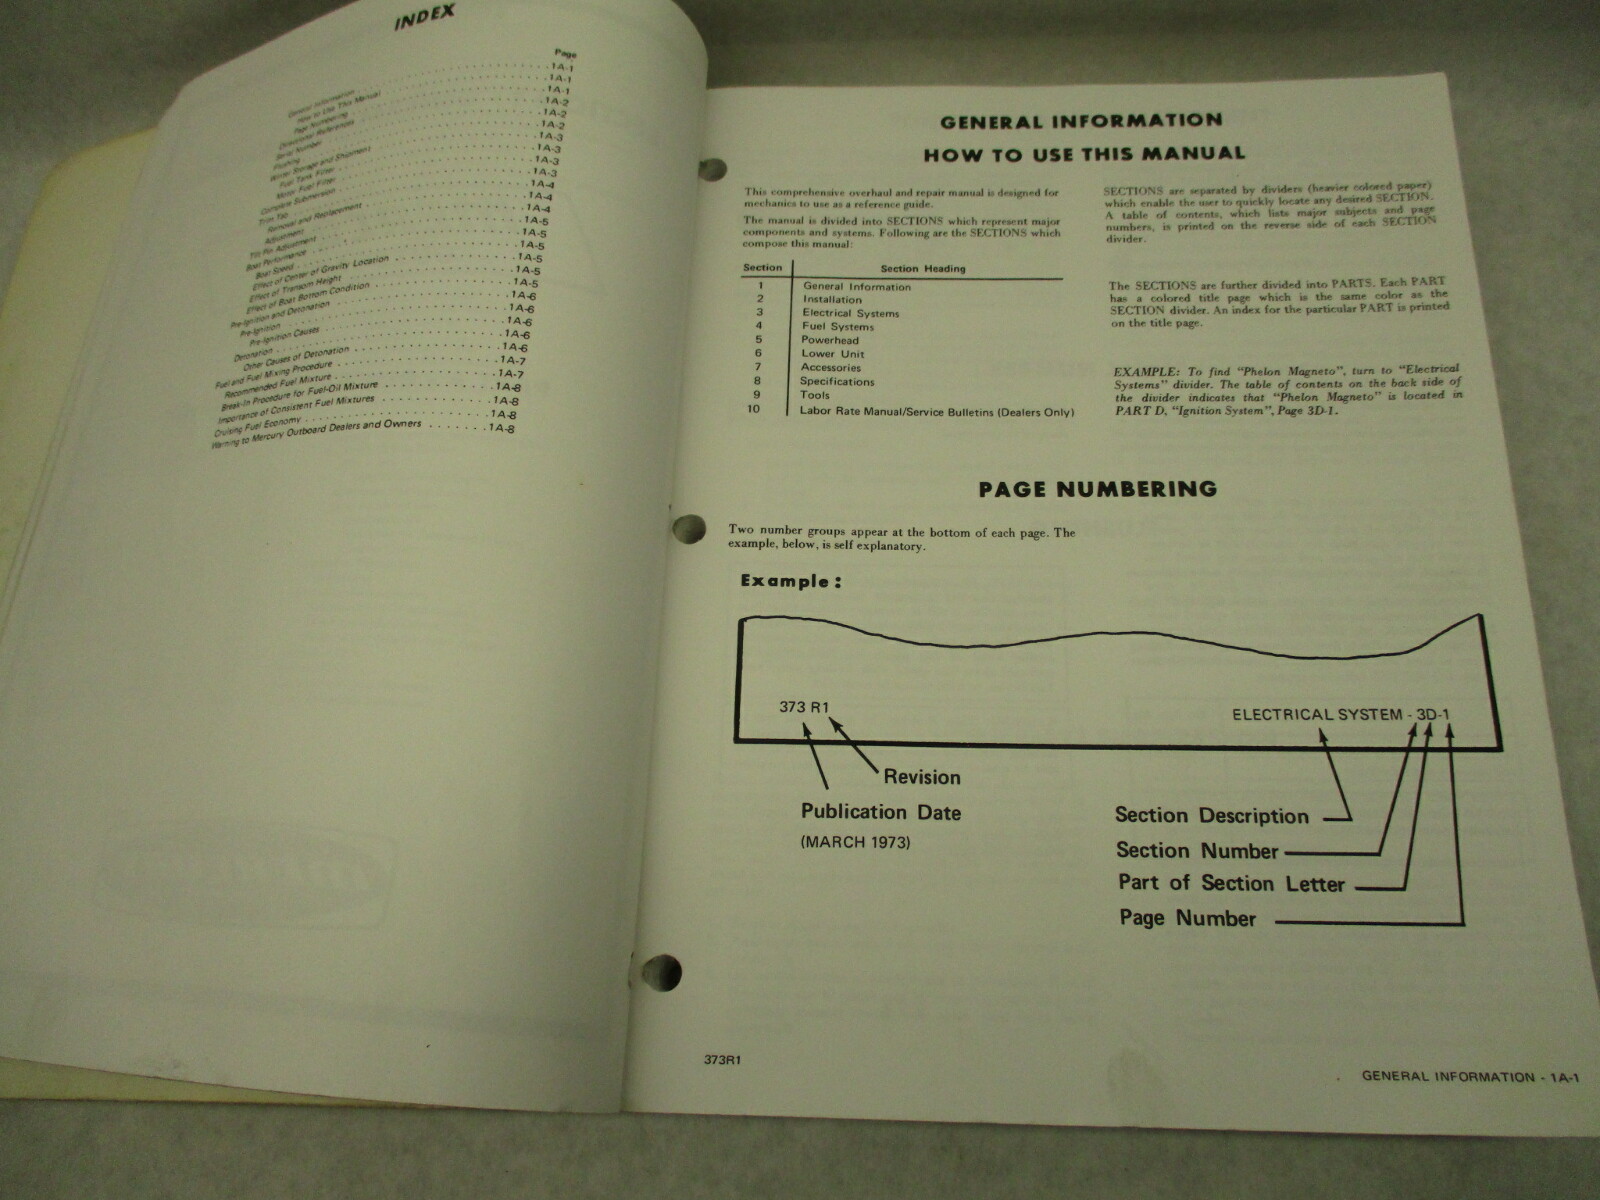 INDEX
Page
General Information . . . 1A-1
How to Use This Manual . . . 1A-1
Page Numbering . . . 1A-1
Directional References . . . 1A-2
Serial Number . . . 1A-2
Flushing . . . 1A-2
Winter Storage and Shipment . . . 1A-3
Fuel Tank Filter . . . 1A-3
Motor Fuel Filter . . . 1A-3
Complete Submersion . . . 1A-3
Trim Tab . . . 1A-4
Removal and Replacement . . . 1A-4
Adjustment . . . 1A-4
Tilt Pin Adjustment . . . 1A-5
Boat Performance . . . 1A-5
Boat Speed . . . 1A-5
Effect of Center of Gravity Location . . . 1A-5
Effect of Transom Height . . . 1A-5
Effect of Boat Bottom Condition . . . 1A-5
Pre-Ignition and Detonation . . . 1A-6
Pre-Ignition . . . 1A-6
Pre-Ignition Causes . . . 1A-6
Detonation . . . 1A-6
Other Causes of Detonation . . . 1A-6
Fuel and Fuel Mixing Procedure . . . 1A-7
Recommended Fuel Mixture . . . 1A-7
Break-In Procedure for Fuel-Oil Mixture . . . 1A-8
Importance of Consistent Fuel Mixtures . . . 1A-8
Cruising Fuel Economy . . . 1A-8
Warning to Mercury Outboard Dealers and Owners . . . 1A-8
GENERAL INFORMATION
HOW TO USE THIS MANUAL
This comprehensive overhaul and repair manual is designed for
mechanics to use as a reference guide.
The manual is divided into SECTIONS which represent major
components and systems. Following are the SECTIONS which
compose this manual:
Section Section Heading
1 General Information
2 Installation
3 Electrical Systems
4 Fuel Systems
5 Powerhead
6 Lower Unit
7 Accessories
8 Specifications
9 Tools
10 Labor Rate Manual/Service Bulletins (Dealers Only)
SECTIONS are separated by dividers (heavier colored paper)
which enable the user to quickly locate any desired SECTION.
A table of contents, which lists major subjects and page
numbers, is printed on the reverse side of each SECTION
divider.
The SECTIONS are further divided into PARTS. Each PART
has a colored title page which is the same color as the
SECTION divider. An index for the particular PART is printed
on the title page.
EXAMPLE: To find "Phelon Magneto", turn to "Electrical
Systems" divider. The table of contents on the back side of
the divider indicates that "Phelon Magneto" is located in
PART D, "Ignition System", Page 3D-1.
PAGE NUMBERING
Two number groups appear at the bottom of each page. The
example, below, is self explanatory.
Example:
373 R1
ELECTRICAL SYSTEM - 3D-1
Revision
Publication Date
(MARCH 1973)
Section Description
Section Number
Part of Section Letter
Page Number
373R1
GENERAL INFORMATION - 1A-1